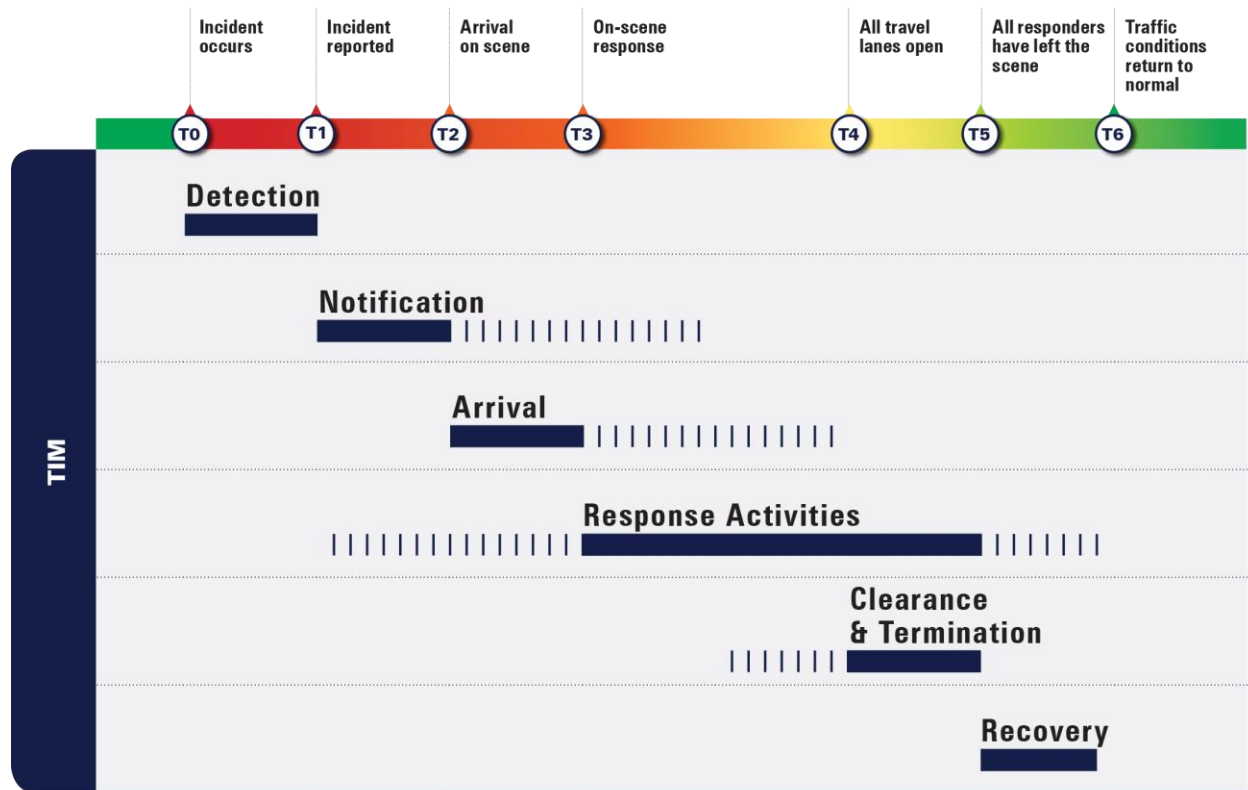 Incident
occurs
Incident
reported
Arrival
on scene
On-scene
response
All travel
lanes open
All responders
have left the
scene
Traffic
conditions
return to
normal
T0
T1
T2
T3
T4
T5
T6
TIM
Detection
Notification
Arrival
Response Activities
Clearance
& Termination
Recovery